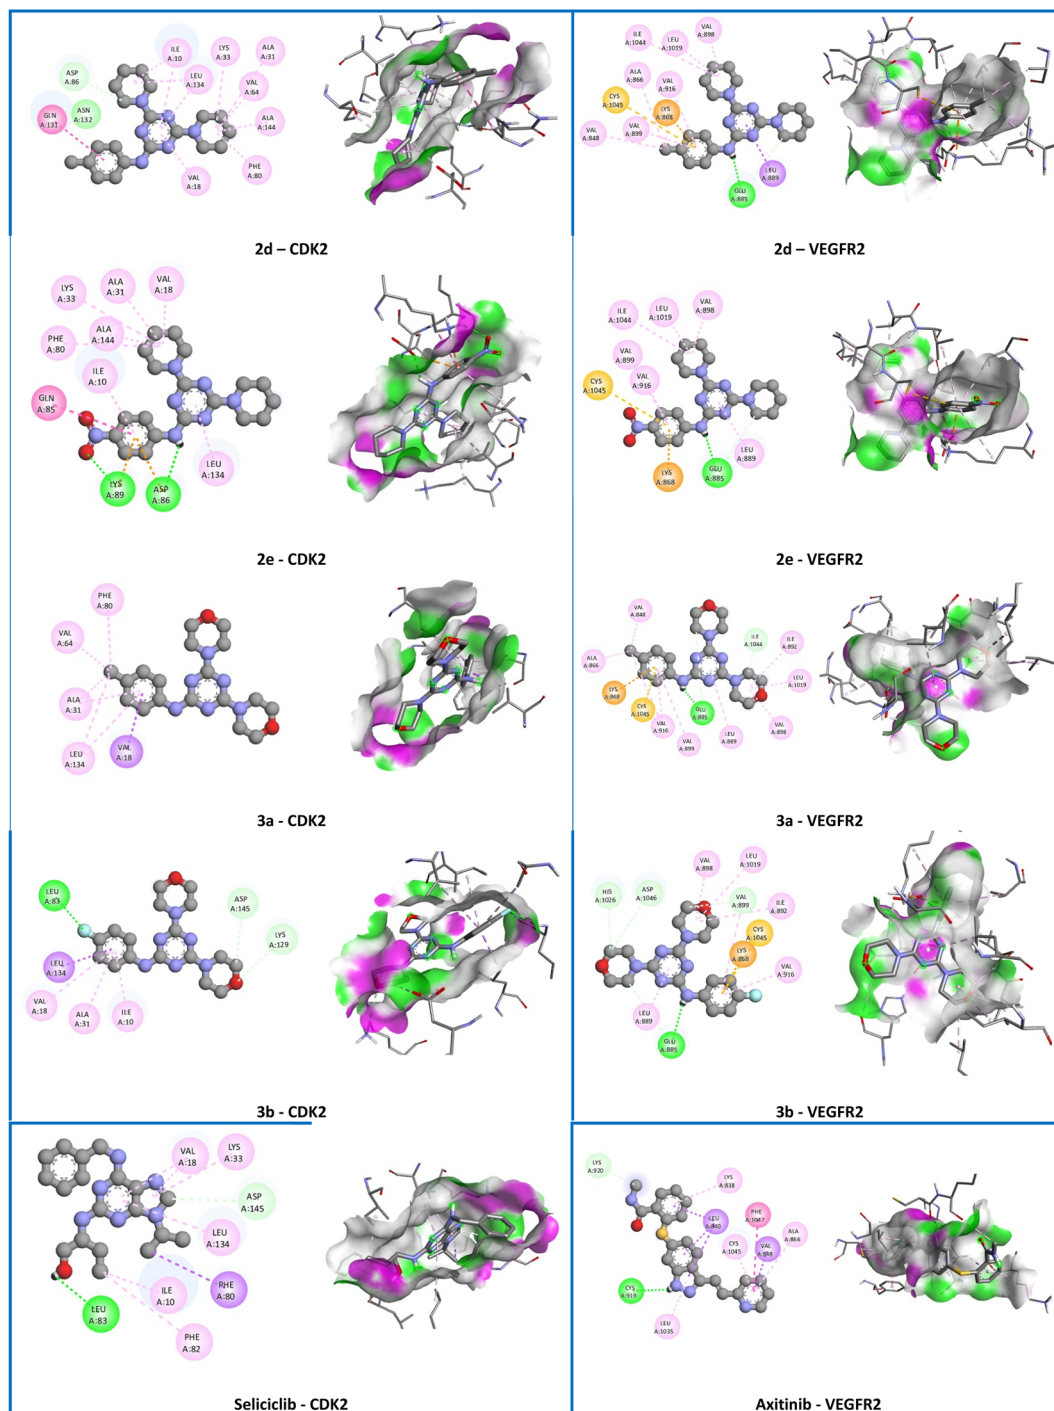 ILE
A:10
LYS
A:33
ALA
A:31
ASP
A:86
LEU
A:134
VAL
A:64
GLN
A:131
ASN
A:132
ALA
A:144
VAL
A:18
PHE
A:80
2d – CDK2
ILE
A:1044
LEU
A:1019
VAL
A:898
ALA
A:866
VAL
A:916
CYS
A:1045
LYS
A:868
VAL
A:848
VAL
A:899
LEU
A:889
GLU
A:885
2d – VEGFR2
LYS
A:33
ALA
A:31
VAL
A:18
PHE
A:80
ALA
A:144
ILE
A:10
GLN
A:85
LYS
A:89
ASP
A:86
LEU
A:134
2e - CDK2
ILE
A:1044
LEU
A:1019
VAL
A:898
VAL
A:899
VAL
A:916
CYS
A:1045
LYS
A:868
GLU
A:885
LEU
A:889
2e - VEGFR2
PHE
A:80
VAL
A:64
ALA
A:31
LEU
A:134
VAL
A:18
3a - CDK2
VAL
A:848
ALA
A:866
LYS
A:868
CYS
A:1045
VAL
A:916
VAL
A:899
GLU
A:885
LEU
A:889
ILE
A:1044
ILE
A:892
LEU
A:1019
VAL
A:898
3a - VEGFR2
LEU
A:83
LEU
A:134
VAL
A:18
ALA
A:31
ILE
A:10
ASP
A:145
LYS
A:129
3b - CDK2
HIS
A:1026
ASP
A:1046
VAL
A:898
LEU
A:1019
VAL
A:899
ILE
A:892
CYS
A:1045
LYS
A:868
VAL
A:916
LEU
A:889
GLU
A:885
3b - VEGFR2
VAL
A:18
LYS
A:33
ASP
A:145
LEU
A:134
PHE
A:80
ILE
A:10
LEU
A:83
PHE
A:82
Seliciclib - CDK2
LYS
A:920
LYS
A:838
LEU
A:840
PHE
A:1047
ALA
A:866
CYS
A:1045
VAL
CYS
A:919
LEU
A:1035
Axitinib - VEGFR2